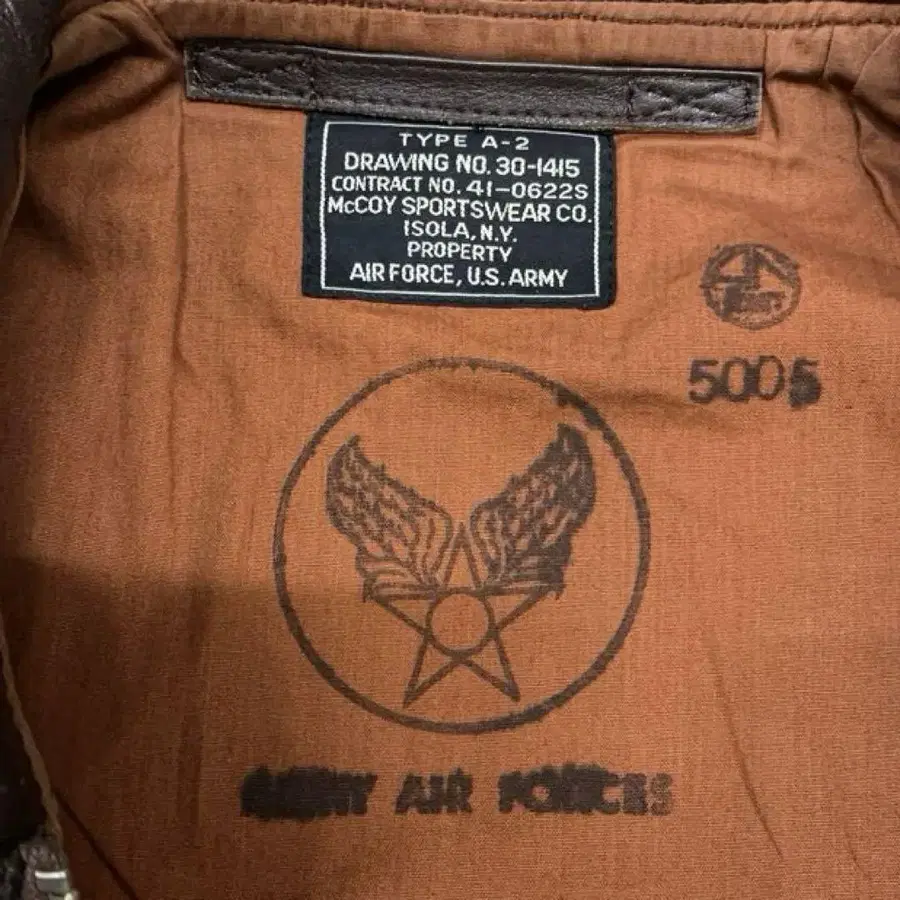 TYPE A-2
DRAWING NO. 30-1415
CONTRACT NO. 41-0622S
McCOY SPORTSWEAR CO.
ISOLA, N.Y.
PROPERTY
AIR FORCE, U.S. ARMY
5005
ARMY AIR FORCES